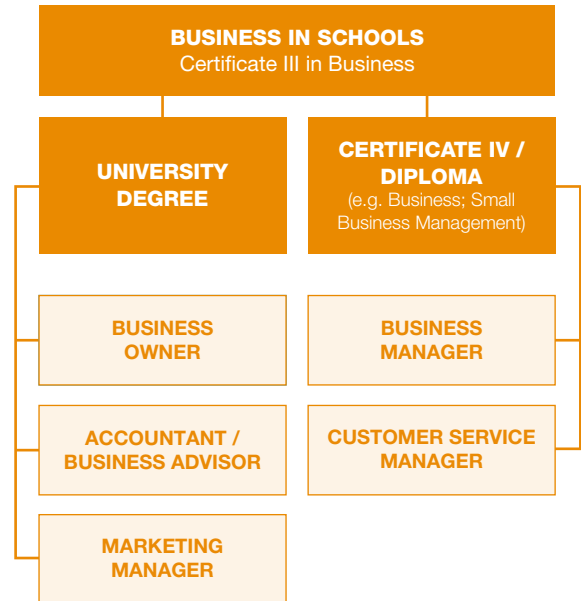 BUSINESS IN SCHOOLS
Certificate III in Business
UNIVERSITY
DEGREE
CERTIFICATE IV /
DIPLOMA
(e.g. Business; Small
Business Management)
BUSINESS
OWNER
BUSINESS
MANAGER
ACCOUNTANT /
BUSINESS ADVISOR
CUSTOMER SERVICE
MANAGER
MARKETING
MANAGER